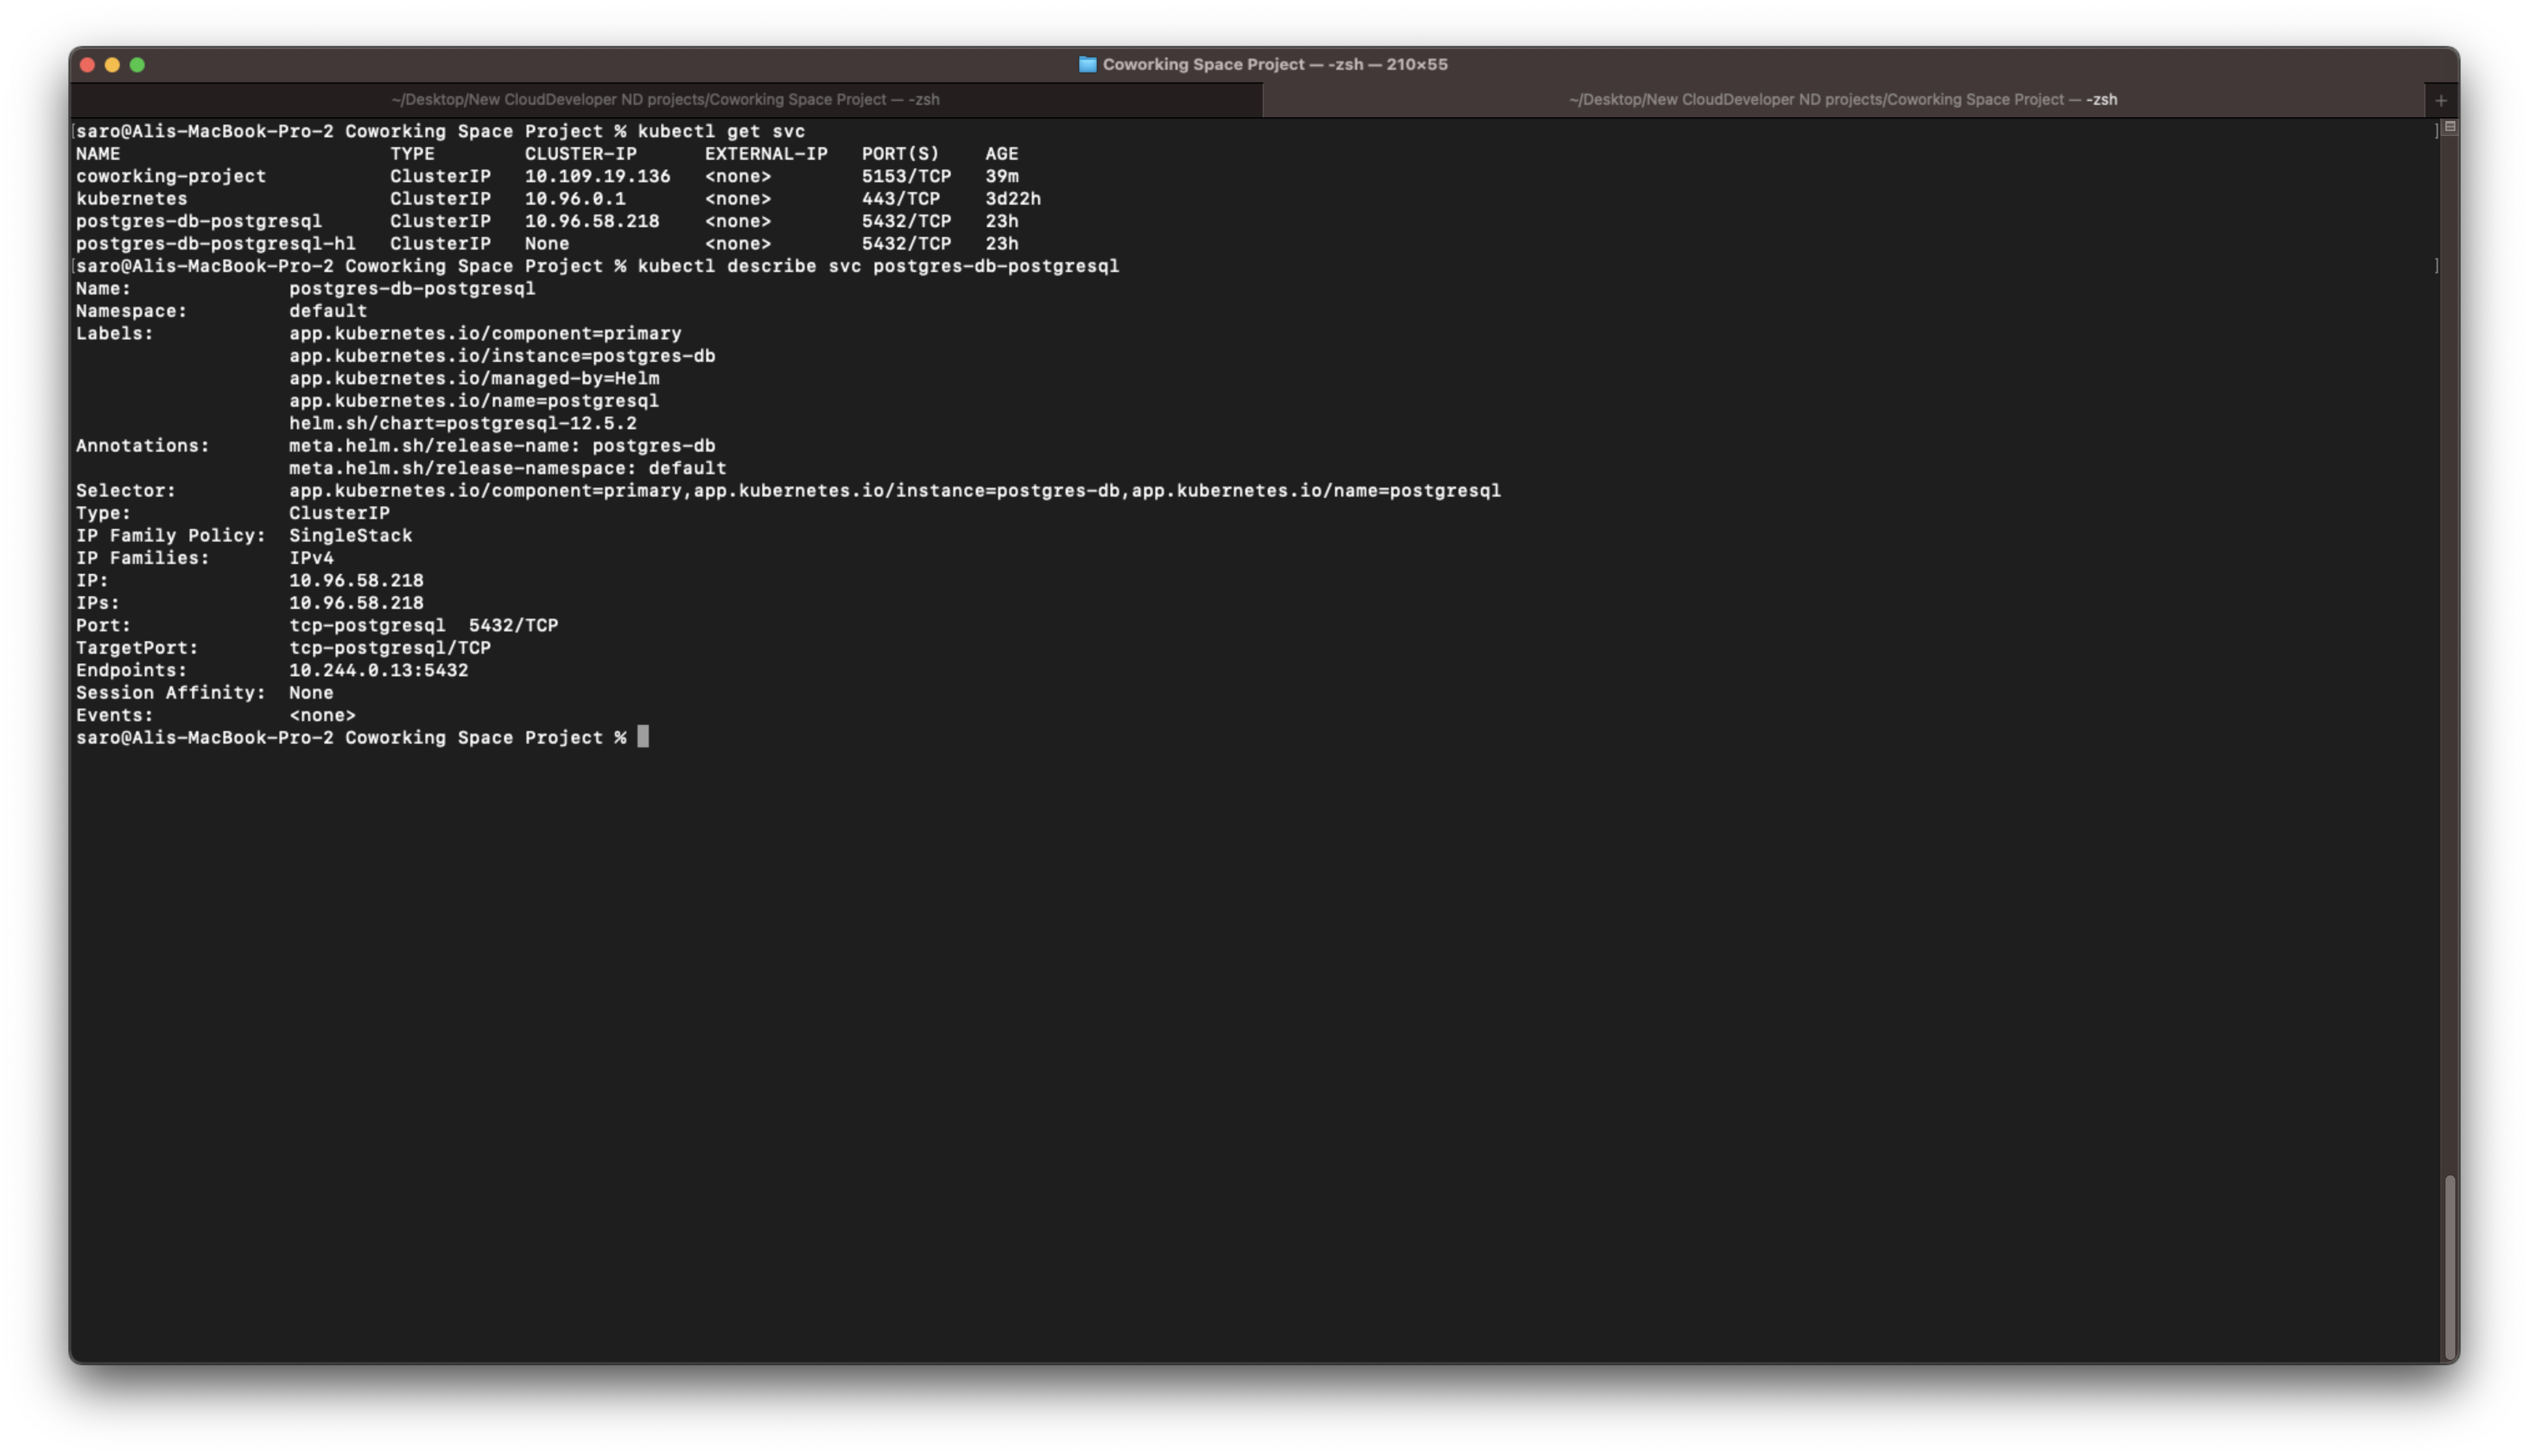 Coworking Space Project — -zsh — 210×55
~/Desktop/New CloudDeveloper ND projects/Coworking Space Project — -zsh
~/Desktop/New CloudDeveloper ND projects/Coworking Space Project — -zsh
+
[saro@Alis-MacBook-Pro-2 Coworking Space Project % kubectl get svc ]
NAME                         TYPE        CLUSTER-IP      EXTERNAL-IP   PORT(S)    AGE
coworking-project            ClusterIP   10.109.19.136   <none>        5153/TCP   39m
kubernetes                   ClusterIP   10.96.0.1       <none>        443/TCP    3d22h
postgres-db-postgresql       ClusterIP   10.96.58.218    <none>        5432/TCP   23h
postgres-db-postgresql-hl    ClusterIP   None            <none>        5432/TCP   23h
[saro@Alis-MacBook-Pro-2 Coworking Space Project % kubectl describe svc postgres-db-postgresql ]
Name:              postgres-db-postgresql
Namespace:         default
Labels:            app.kubernetes.io/component=primary
                   app.kubernetes.io/instance=postgres-db
                   app.kubernetes.io/managed-by=Helm
                   app.kubernetes.io/name=postgresql
                   helm.sh/chart=postgresql-12.5.2
Annotations:       meta.helm.sh/release-name: postgres-db
                   meta.helm.sh/release-namespace: default
Selector:          app.kubernetes.io/component=primary,app.kubernetes.io/instance=postgres-db,app.kubernetes.io/name=postgresql
Type:              ClusterIP
IP Family Policy:  SingleStack
IP Families:       IPv4
IP:                10.96.58.218
IPs:               10.96.58.218
Port:              tcp-postgresql  5432/TCP
TargetPort:        tcp-postgresql/TCP
Endpoints:         10.244.0.13:5432
Session Affinity:  None
Events:            <none>
saro@Alis-MacBook-Pro-2 Coworking Space Project %